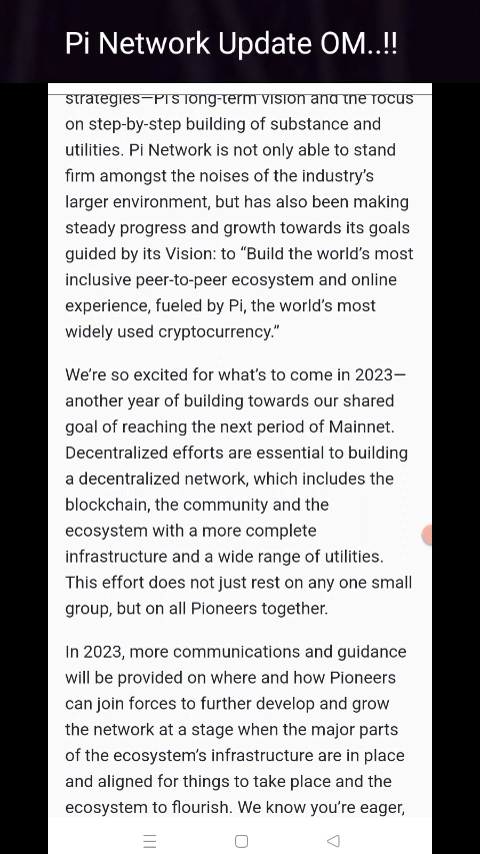 Pi Network Update OM..!!
strategies—Pi's long-term vision and the focus
on step-by-step building of substance and
utilities. Pi Network is not only able to stand
firm amongst the noises of the industry's
larger environment, but has also been making
steady progress and growth towards its goals
guided by its Vision: to “Build the world's most
inclusive peer-to-peer ecosystem and online
experience, fueled by Pi, the world's most
widely used cryptocurrency.”
We're so excited for what's to come in 2023—
another year of building towards our shared
goal of reaching the next period of Mainnet.
Decentralized efforts are essential to building
a decentralized network, which includes the
blockchain, the community and the
ecosystem with a more complete
infrastructure and a wide range of utilities.
This effort does not just rest on any one small
group, but on all Pioneers together.
In 2023, more communications and guidance
will be provided on where and how Pioneers
can join forces to further develop and grow
the network at a stage when the major parts
of the ecosystem's infrastructure are in place
and aligned for things to take place and the
ecosystem to flourish. We know you're eager,